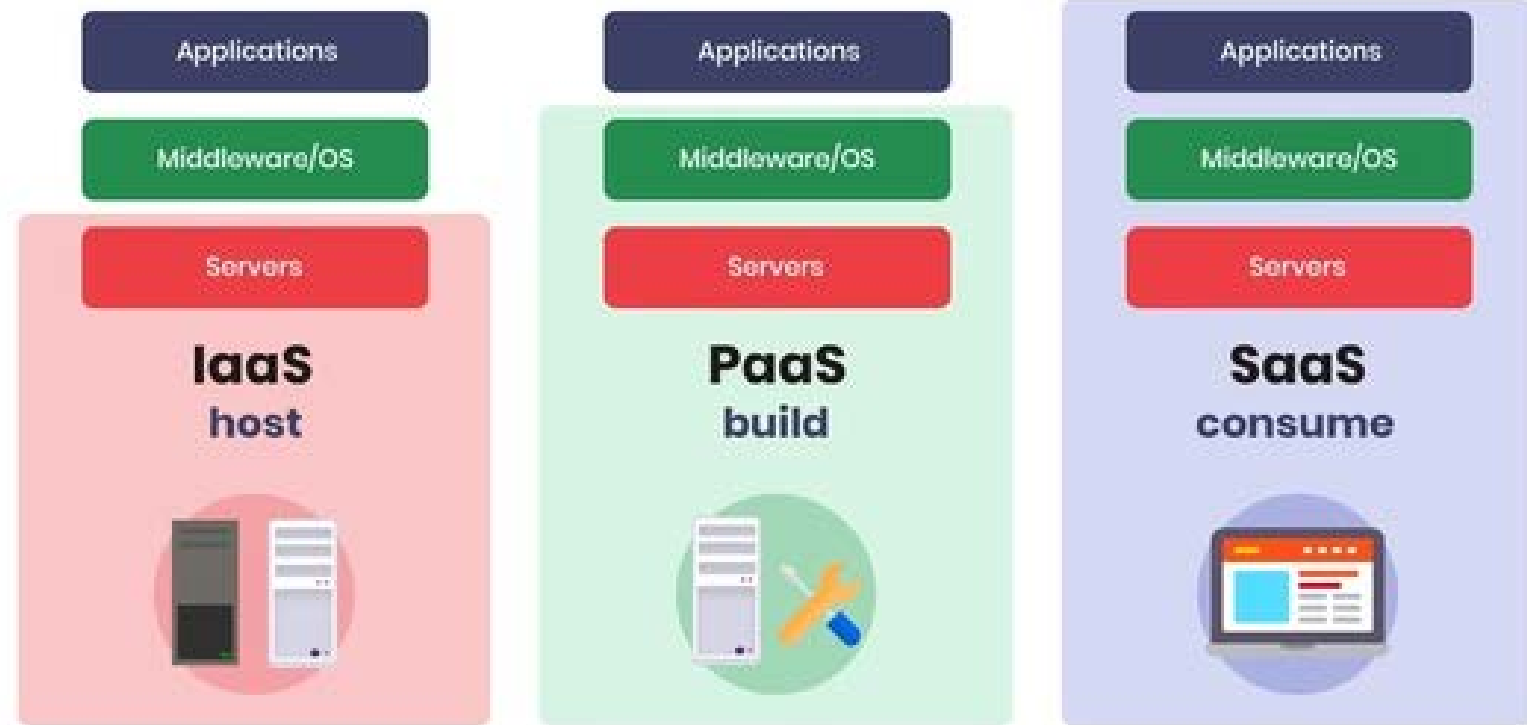 Applications
Middleware/OS
Servers
IaaS
host
Applications
Middleware/OS
Servers
PaaS
build
Applications
Middleware/OS
Servers
SaaS
consume